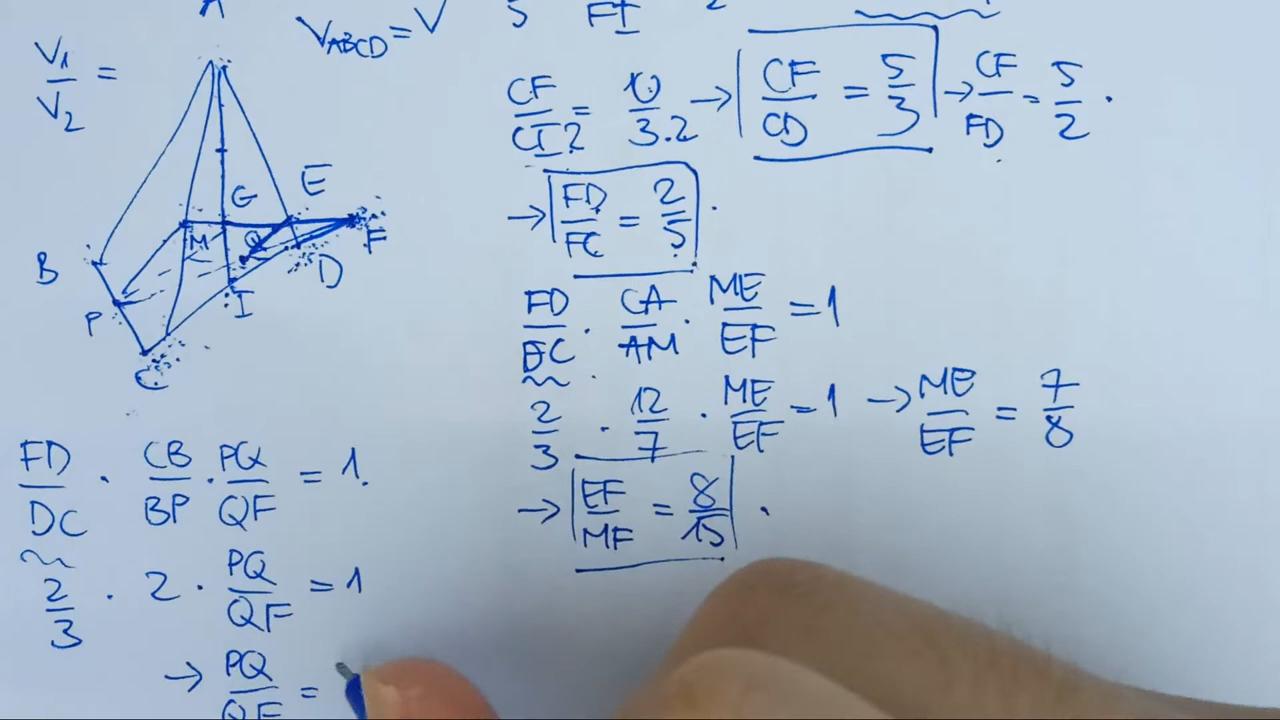 A
V_ABCD = V
V1/V2 =
G
E
M
Q
F
B
D
P
I
C
5 FI 2
CF/CI2 = 10/3.2 → CF/CD = 5/3 → CF/FD = 5/2 .
→ FD/FC = 2/5 .
FD/DC . CA/AM . ME/EF = 1
2/3 . 12/7 . ME/EF = 1 → ME/EF = 7/8
→ EF/MF = 8/15 .
FD/DC . CB/BP . PQ/QF = 1.
2/3 . 2 . PQ/QF = 1
→ PQ/QF =